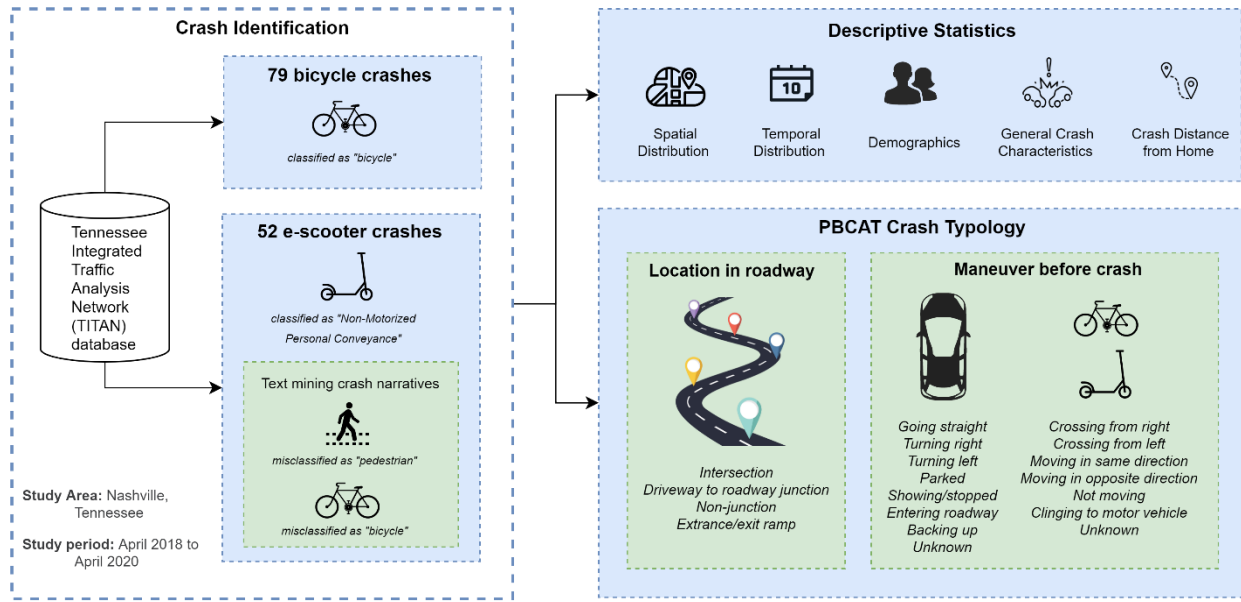 Crash Identification
79 bicycle crashes
classified as "bicycle"
Tennessee
Integrated
Traffic
Analysis
Network
(TITAN)
database
52 e-scooter crashes
classified as "Non-Motorized
Personal Conveyance"
Text mining crash narratives
misclassified as "pedestrian"
misclassified as "bicycle"
Study Area: Nashville,
Tennessee
Study period: April 2018 to
April 2020
Descriptive Statistics
10
Spatial
Distribution
Temporal
Distribution
Demographics
General Crash
Characteristics
Crash Distance
from Home
PBCAT Crash Typology
Location in roadway
Intersection
Driveway to roadway junction
Non-junction
Extrance/exit ramp
Maneuver before crash
Going straight
Turning right
Turning left
Parked
Showing/stopped
Entering roadway
Backing up
Unknown
Crossing from right
Crossing from left
Moving in same direction
Moving in opposite direction
Not moving
Clinging to motor vehicle
Unknown